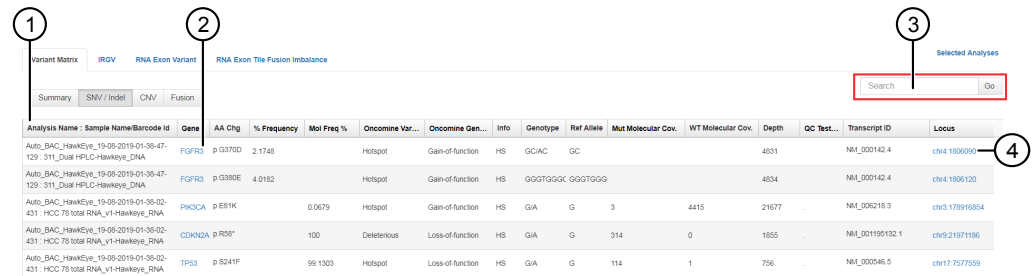 1 2 3
Variant Matrix IRGV RNA Exon Variant RNA Exon Tile Fusion Imbalance Selected Analyses
Summary SNV / Indel CNV Fusion Search Go
Analysis Name : Sample Name/Barcode Id Gene AA Chg % Frequency Mol Freq % Oncomine Var... Oncomine Gen... Info Genotype Ref Allele Mut Molecular Cov. WT Molecular Cov. Depth QC Test... Transcript ID Locus
Auto_BAC_HawkEye_19-08-2019-01-38-47-
129 : 311_Dual HPLC-Hawkeye_DNA FGFR3 p.G370D 2.1748 Hotspot Gain-of-function HS GC/AC GC 4831 NM_000142.4 chr4:1806090 4
Auto_BAC_HawkEye_19-08-2019-01-38-47-
129 : 311_Dual HPLC-Hawkeye_DNA FGFR3 p.G380E 4.0182 Hotspot Gain-of-function HS GGGTGGGC GGGTGGG 4834 NM_000142.4 chr4:1806120
Auto_BAC_HawkEye_19-08-2019-01-38-02-
431 : HCC 78 total RNA_v1-Hawkeye_RNA PIK3CA p.E81K 0.0679 Hotspot Gain-of-function HS G/A G 3 4415 21677 . NM_006218.3 chr3:178916854
Auto_BAC_HawkEye_19-08-2019-01-38-02-
431 : HCC 78 total RNA_v1-Hawkeye_RNA CDKN2A p.R58* 100 Deleterious Loss-of-function HS G/A G 314 0 1855 . NM_001195132.1 chr9:21971186
Auto_BAC_HawkEye_19-08-2019-01-38-02-
431 : HCC 78 total RNA_v1-Hawkeye_RNA TP53 p.S241F 99.1303 Hotspot Loss-of-function HS G/A G 114 1 756 . NM_000546.5 chr17:7577559